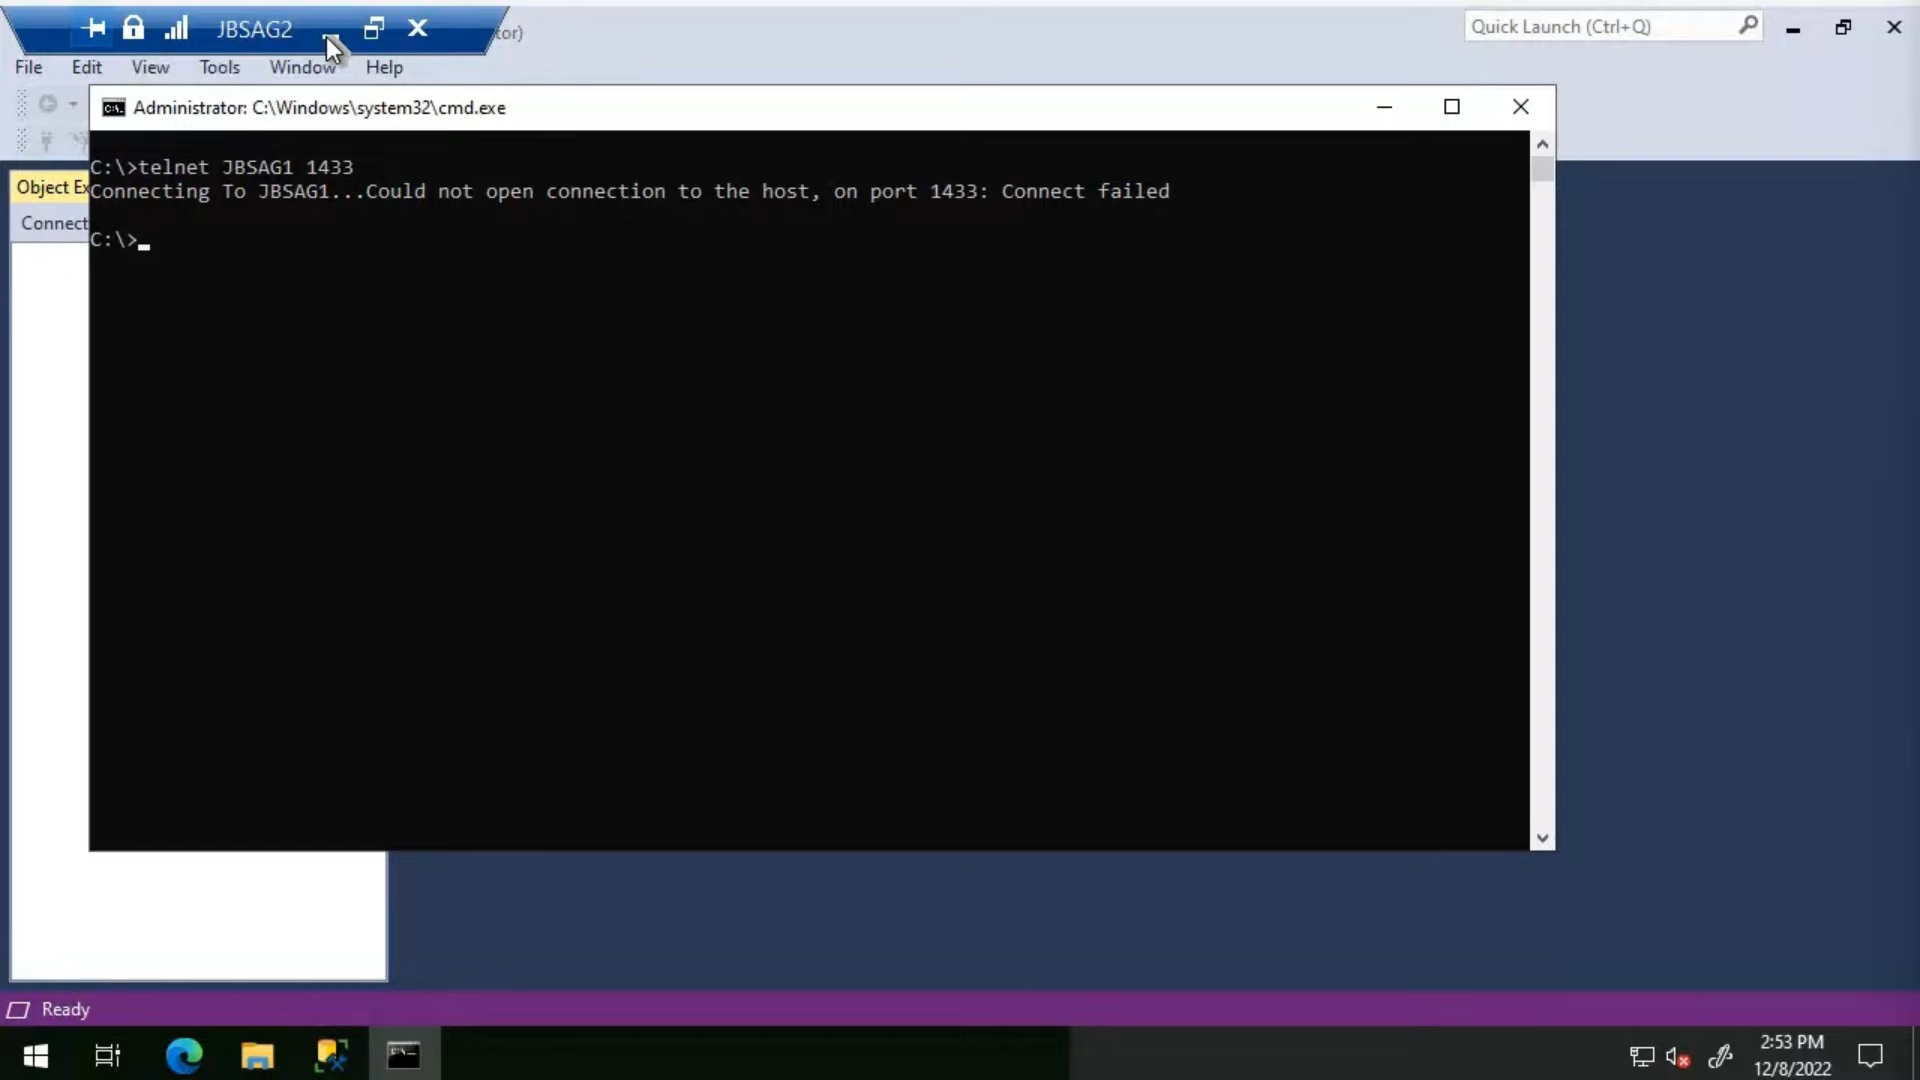 JBSAG2
tor)
Quick Launch (Ctrl+Q)
File Edit View Tools Window Help
Administrator: C:\Windows\system32\cmd.exe
C:\>telnet JBSAG1 1433
Connecting To JBSAG1...Could not open connection to the host, on port 1433: Connect failed
C:\>
Object Ex
Connect
Ready
2:53 PM
12/8/2022